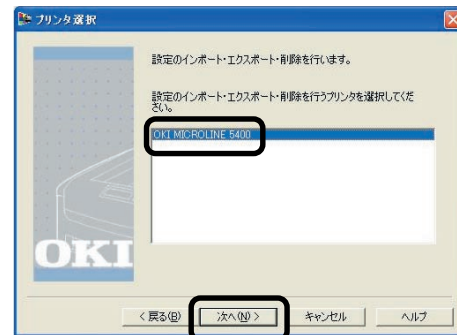 プリンタ選択
設定のインポート・エクスポート・削除を行います。
設定のインポート・エクスポート・削除を行うプリンタを選択してくだ
さい。
OKI MICROLINE 5400
OKI
< 戻る(B)
次へ(N) >
キャンセル
ヘルプ